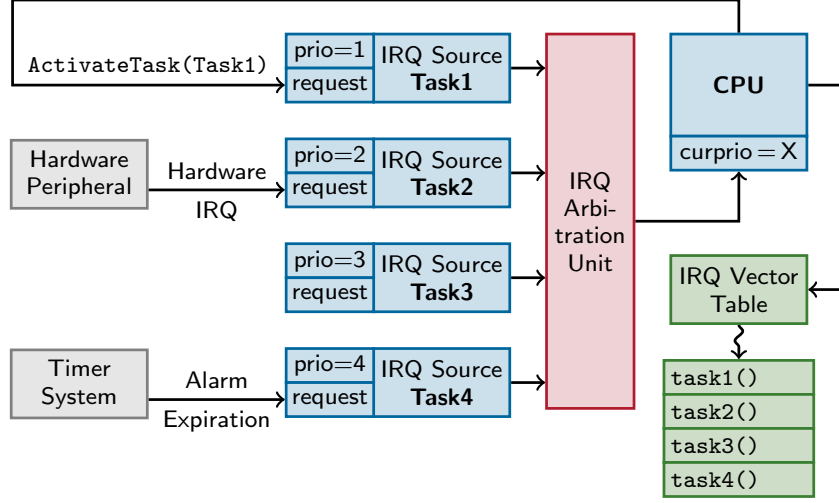 ActivateTask(Task1)
prio=1
request
IRQ Source
Task1
CPU
curprio = X
Hardware
Peripheral
Hardware
IRQ
prio=2
request
IRQ Source
Task2
IRQ
Arbi-
tration
Unit
prio=3
request
IRQ Source
Task3
IRQ Vector
Table
Timer
System
Alarm
Expiration
prio=4
request
IRQ Source
Task4
task1()
task2()
task3()
task4()